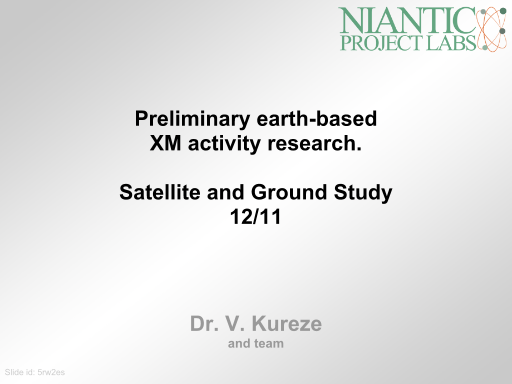 NIANTIC
PROJECT LABS
Preliminary earth-based
XM activity research.
Satellite and Ground Study
12/11
Dr. V. Kureze
and team
Slide id: 5rw2es